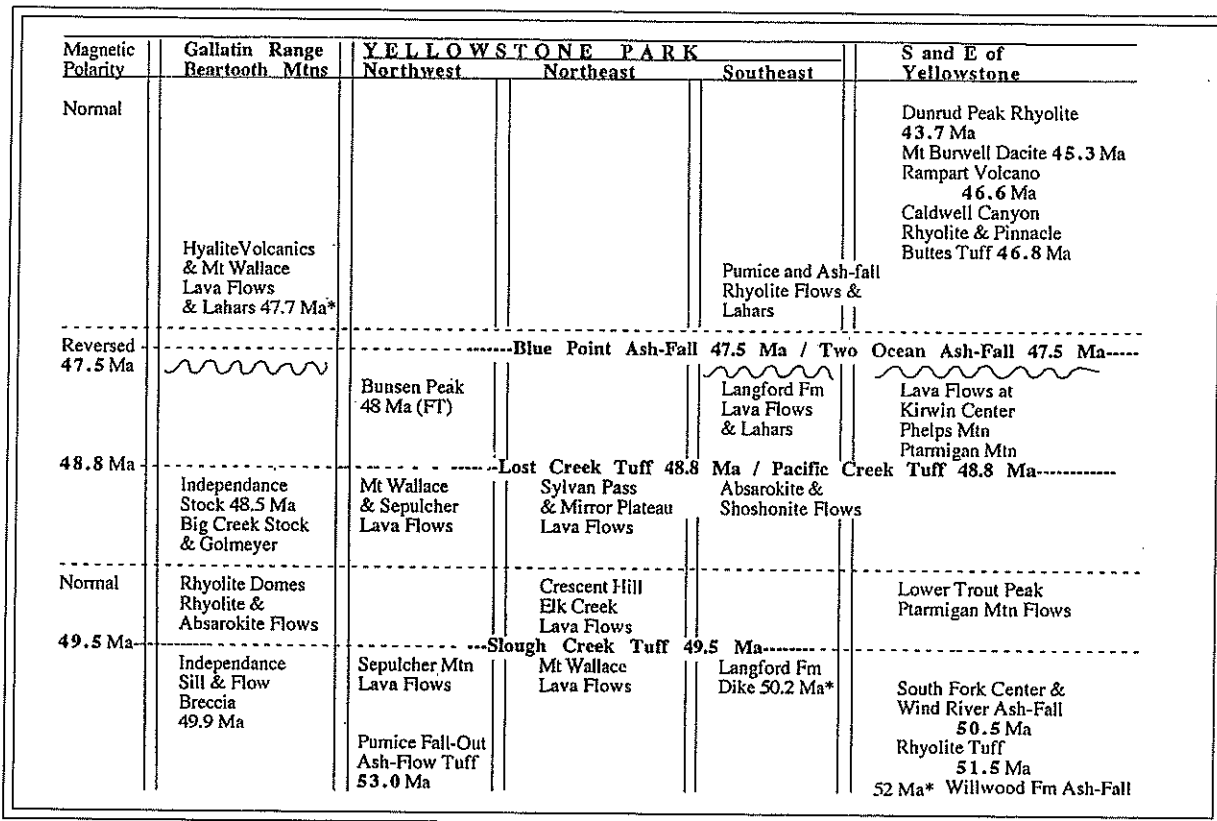 Magnetic Polarity
Gallatin Range Beartooth Mtns
YELLOWSTONE PARK
Northwest Northeast Southeast
S and E of Yellowstone
Normal
Dunrud Peak Rhyolite
43.7 Ma
Mt Burwell Dacite 45.3 Ma
Rampart Volcano
46.6 Ma
Caldwell Canyon
Rhyolite & Pinnacle
Buttes Tuff 46.8 Ma
HyaliteVolcanics
& Mt Wallace
Lava Flows
& Lahars 47.7 Ma*
Pumice and Ash-fall
Rhyolite Flows &
Lahars
Reversed
Blue Point Ash-Fall 47.5 Ma / Two Ocean Ash-Fall 47.5 Ma
47.5 Ma
Bunsen Peak
48 Ma (FT)
Langford Fm
Lava Flows
& Lahars
Lava Flows at
Kirwin Center
Phelps Mtn
Ptarmigan Mtn
48.8 Ma
Lost Creek Tuff 48.8 Ma / Pacific Creek Tuff 48.8 Ma
Independance
Stock 48.5 Ma
Big Creek Stock
& Golmeyer
Mt Wallace
& Sepulcher
Lava Flows
Sylvan Pass
& Mirror Plateau
Lava Flows
Absarokite &
Shoshonite Flows
Normal
Rhyolite Domes
Rhyolite &
Absarokite Flows
Crescent Hill
Elk Creek
Lava Flows
Lower Trout Peak
Ptarmigan Mtn Flows
49.5 Ma
Slough Creek Tuff 49.5 Ma
Independance
Sill & Flow
Breccia
49.9 Ma
Sepulcher Mtn
Lava Flows
Pumice Fall-Out
Ash-Flow Tuff
53.0 Ma
Mt Wallace
Lava Flows
Langford Fm
Dike 50.2 Ma*
South Fork Center &
Wind River Ash-Fall
50.5 Ma
Rhyolite Tuff
51.5 Ma
52 Ma* Willwood Fm Ash-Fall